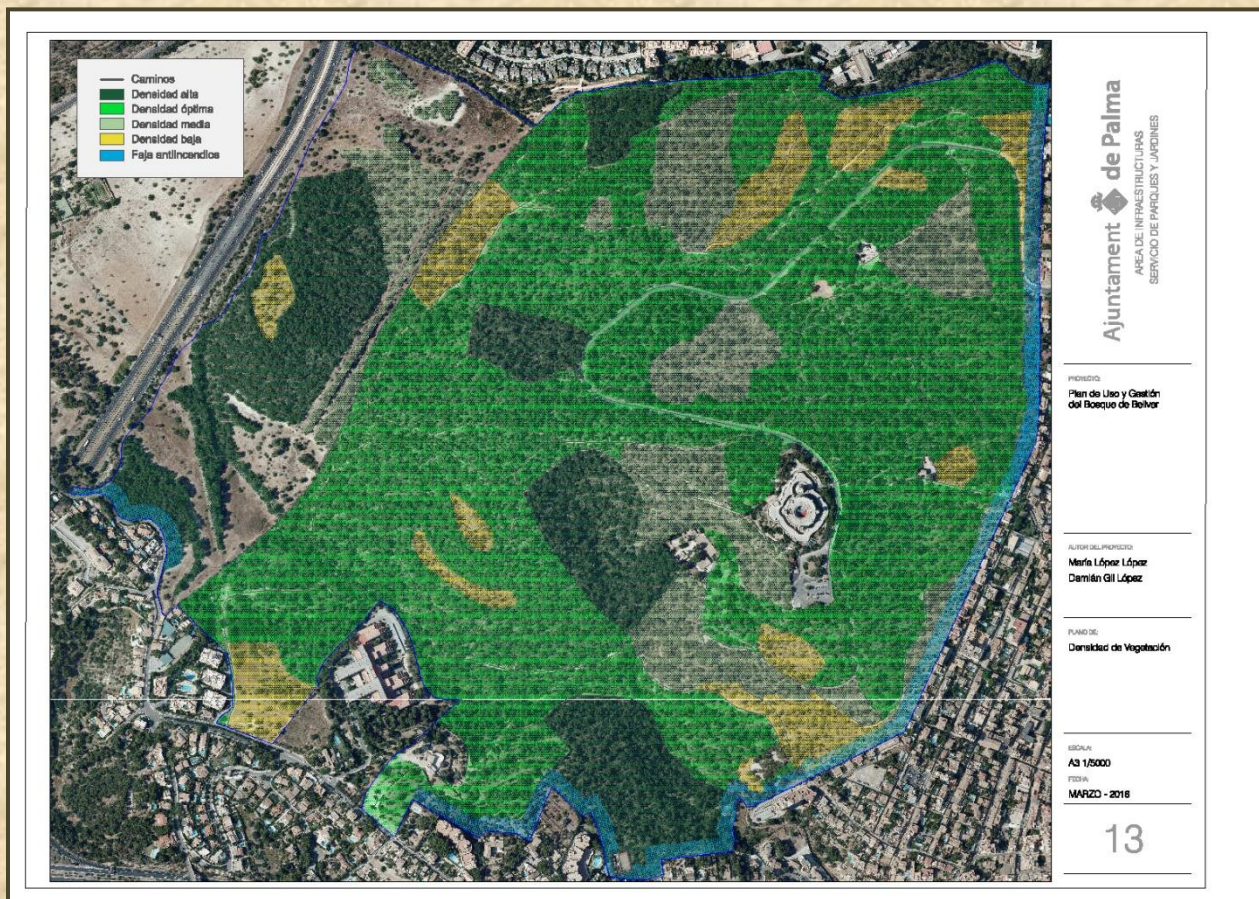 Caminos
Densidad alta
Densidad óptima
Densidad media
Densidad baja
Faja antiincendios
Ajuntament de Palma
AREA DE INFRAESTRUCTURAS
SERVICIO DE PARQUES Y JARDINES
PROYECTO:
Plan de Uso y Gestión
del Bosque de Bellver
AUTOR DEL PROYECTO:
María López López
Damián Gil López
PLANO DE:
Densidad de Vegetación
ESCALA:
A3 1/5000
FECHA:
MARZO - 2016
13